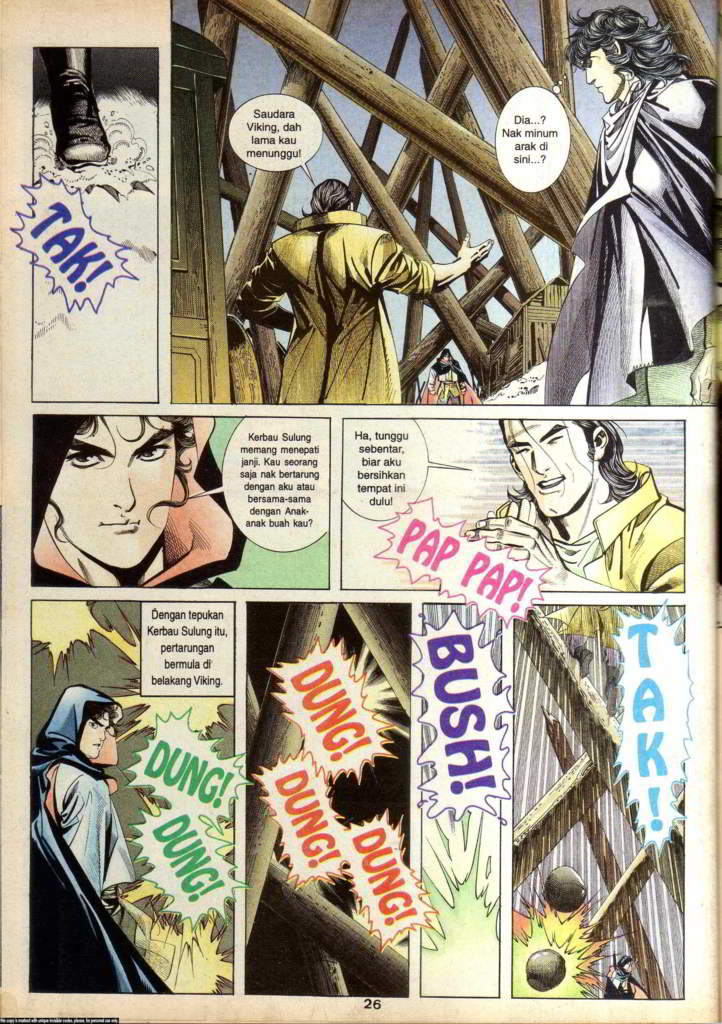 TAK!
Saudara
Viking, dah
lama kau
menunggu!
Dia...?
Nak minum
arak di
sini...?
Kerbau Sulung
memang menepati
janji. Kau seorang
saja nak bertarung
dengan aku atau
bersama-sama
dengan Anak-
anak buah kau?
Ha, tunggu
sebentar,
biar aku
bersihkan
tempat ini
dulu!
PAP PAP!
Dengan tepukan
Kerbau Sulung itu,
pertarungan
bermula di
belakang Viking.
DUNG!
DUNG!
DUNG!
DUNG!
DUNG!
BUSH!
TAK!
26